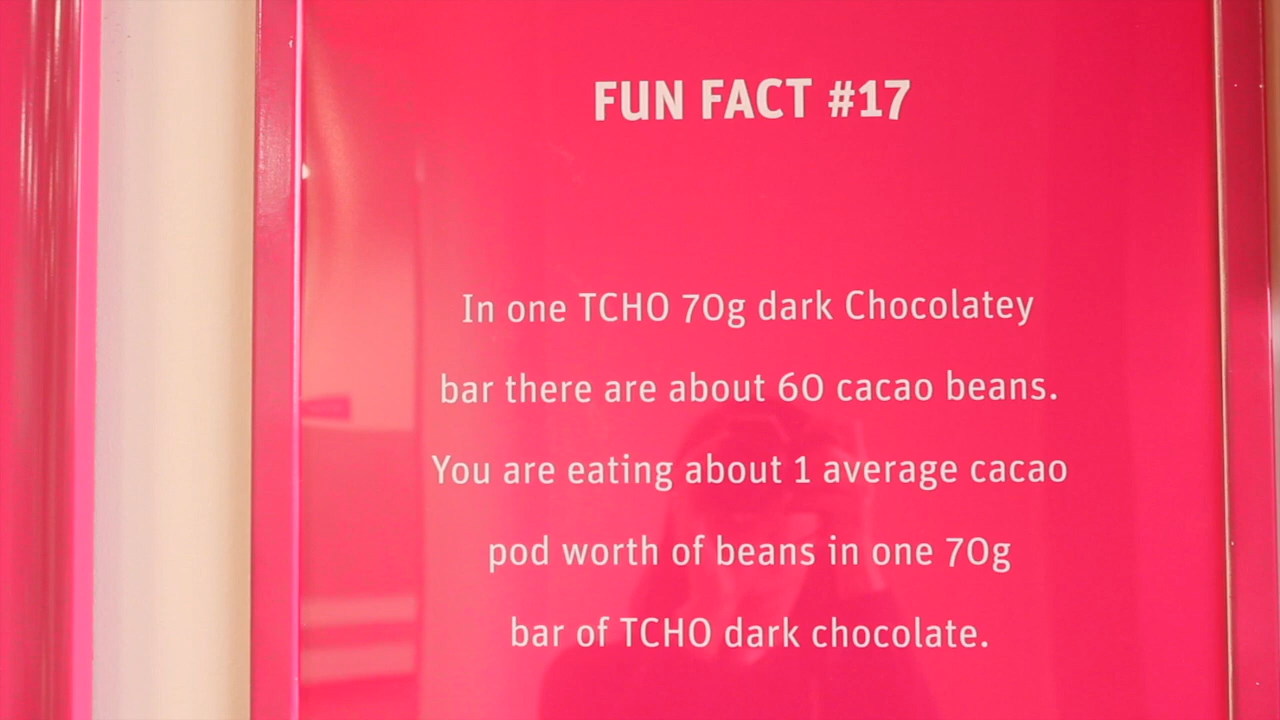 FUN FACT #17
In one TCHO 70g dark Chocolatey
bar there are about 60 cacao beans.
You are eating about 1 average cacao
pod worth of beans in one 70g
bar of TCHO dark chocolate.